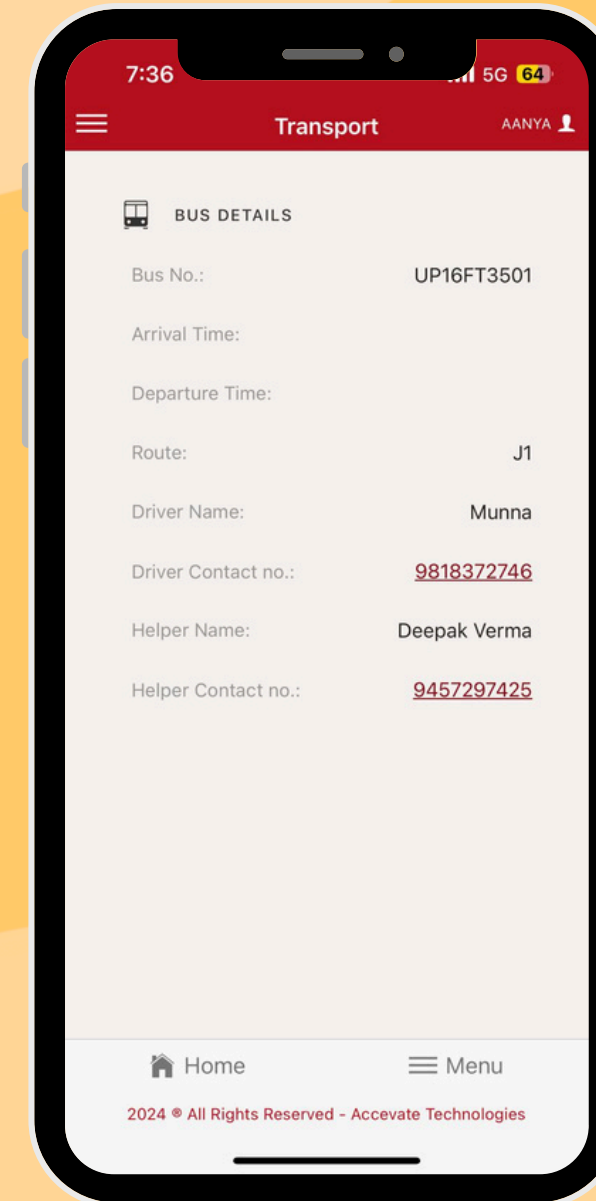 7:36 5G 64
Transport AANYA
BUS DETAILS
Bus No.: UP16FT3501
Arrival Time:
Departure Time:
Route: J1
Driver Name: Munna
Driver Contact no.: 9818372746
Helper Name: Deepak Verma
Helper Contact no.: 9457297425
Home Menu
2024 ® All Rights Reserved - Accevate Technologies